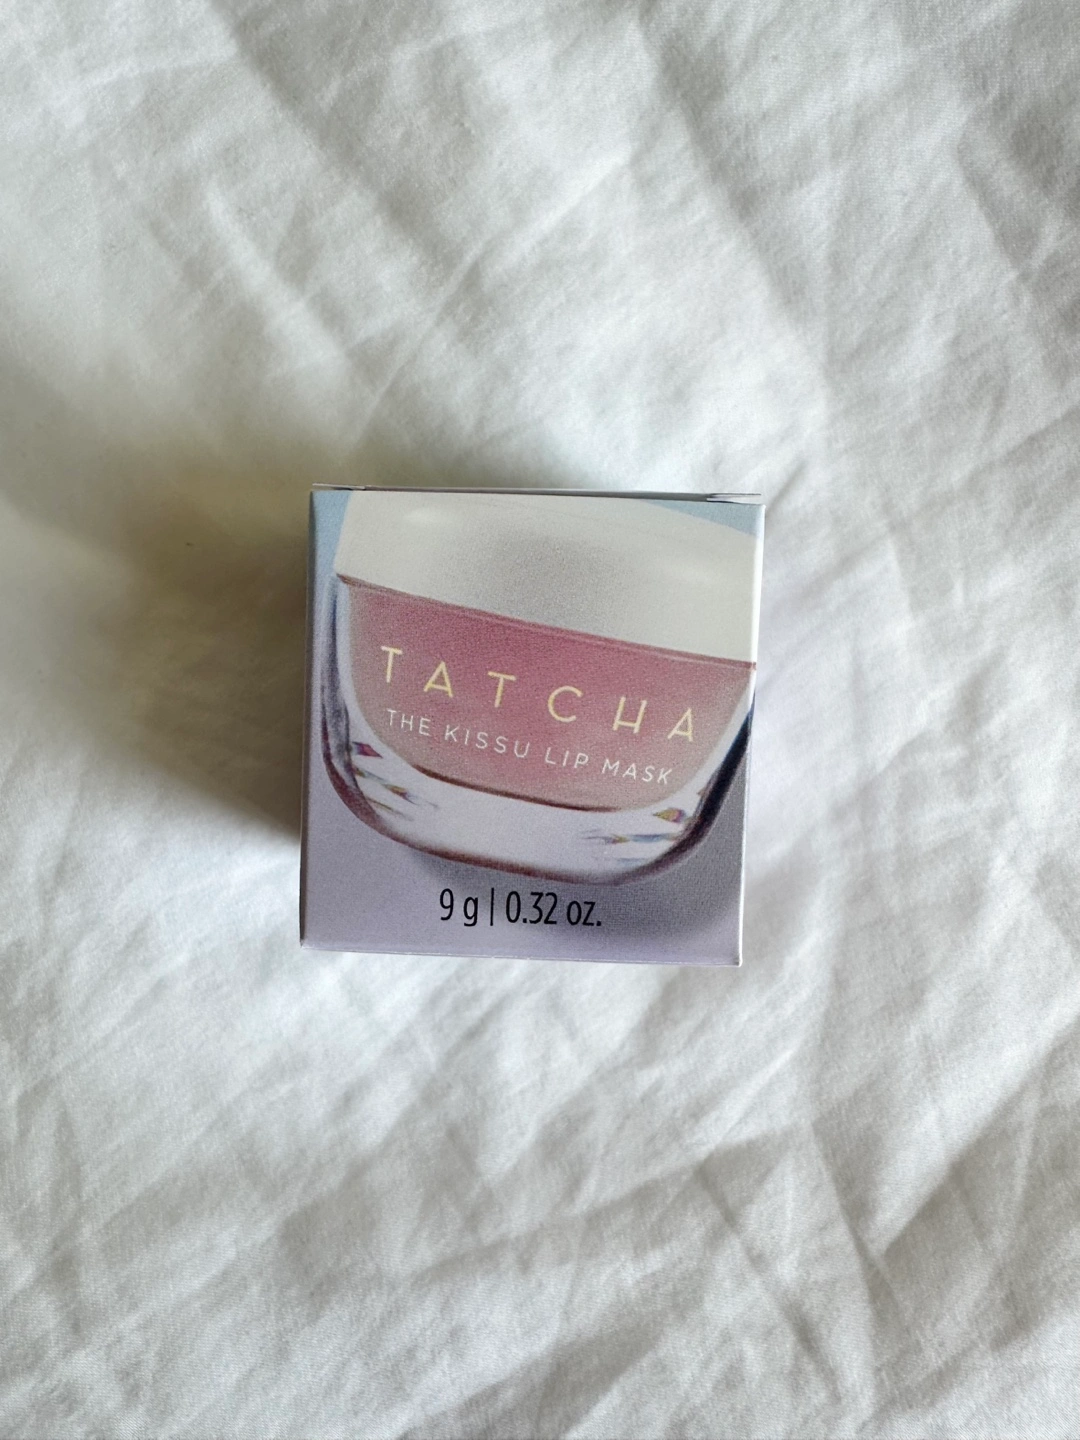 TATCHA
THE KISSU LIP MASK
9 g | 0.32 oz.